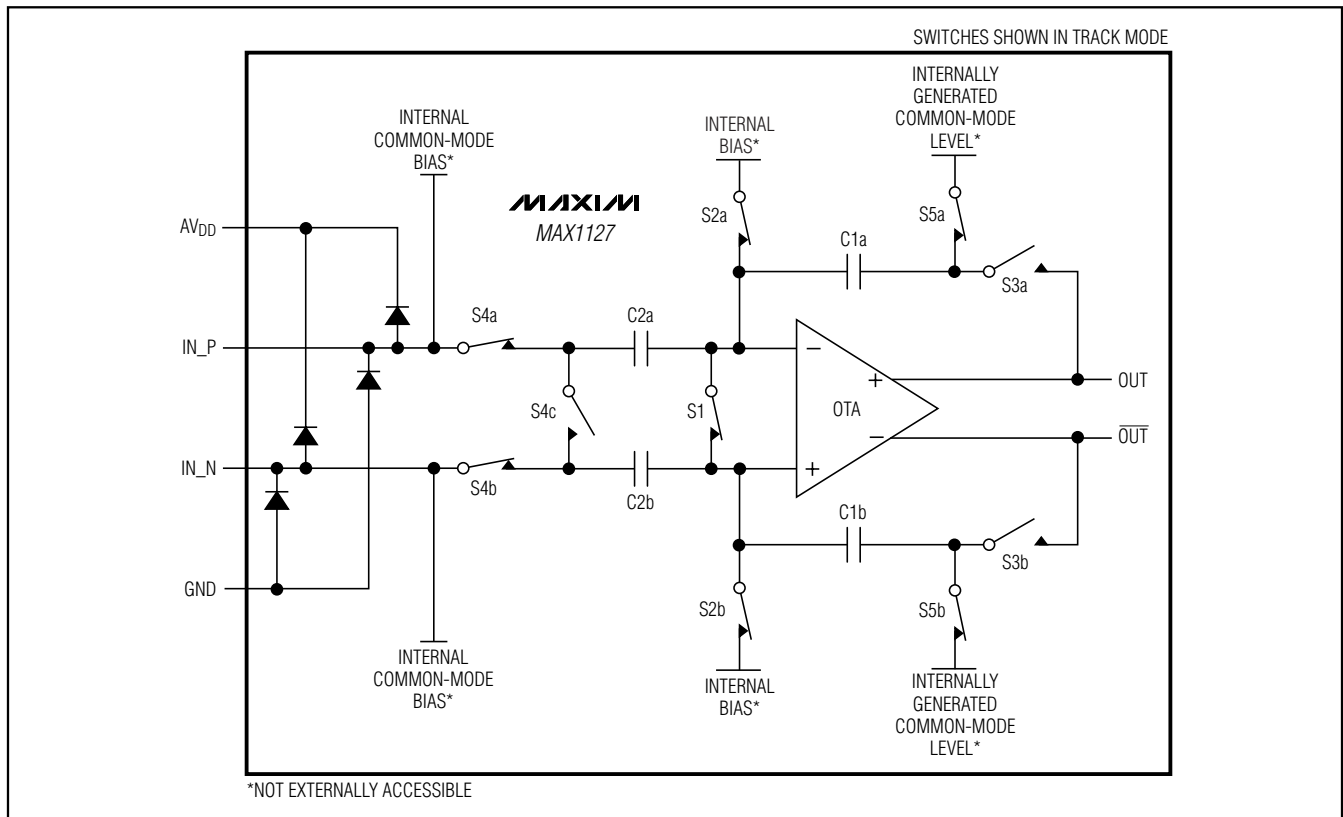 SWITCHES SHOWN IN TRACK MODE
INTERNALLY
GENERATED
COMMON-MODE
LEVEL*
INTERNAL
COMMON-MODE
BIAS*
INTERNAL
BIAS*
MAXIM
MAX1127
S2a
S5a
AVDD
C1a
S3a
S4a
C2a
IN_P
OUT
S4c
S1
OTA
−
+
−
+
OUT
IN_N
S4b
C2b
C1b
S3b
GND
S2b
S5b
INTERNAL
COMMON-MODE
BIAS*
INTERNAL
BIAS*
INTERNALLY
GENERATED
COMMON-MODE
LEVEL*
*NOT EXTERNALLY ACCESSIBLE